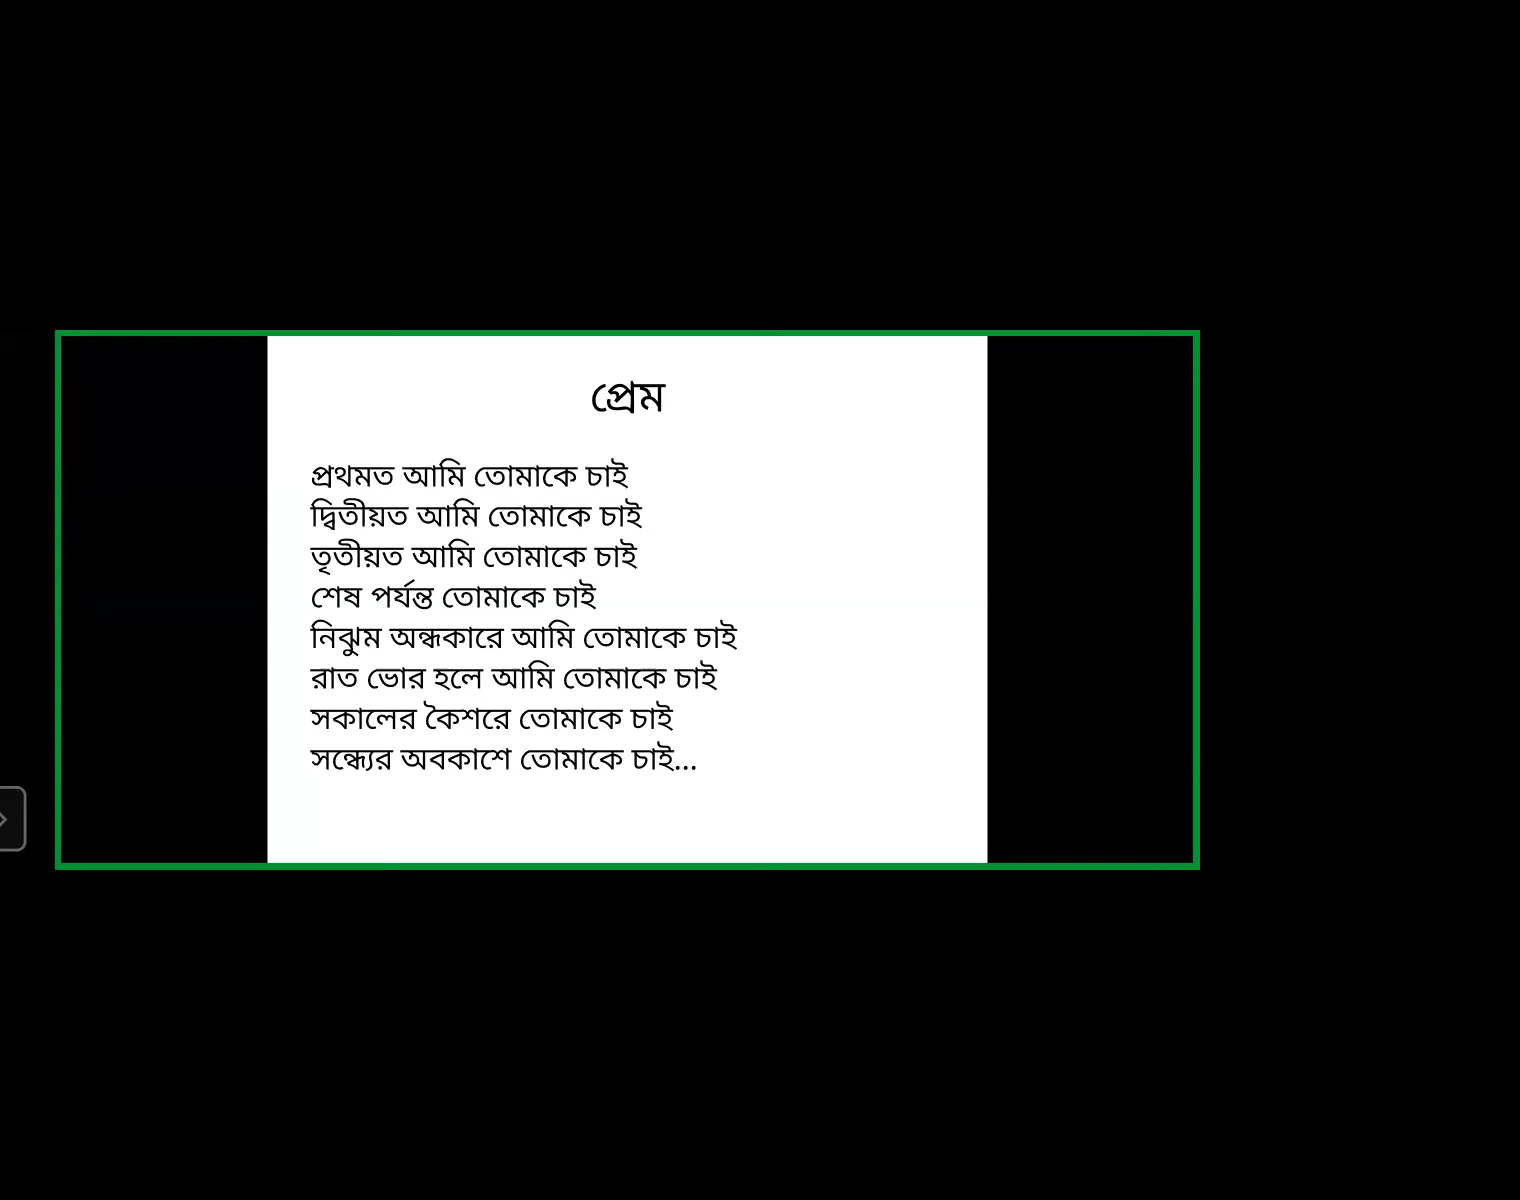 প্রেম
প্রথমত আমি তোমাকে চাই
দ্বিতীয়ত আমি তোমাকে চাই
তৃতীয়ত আমি তোমাকে চাই
শেষ পর্যন্ত তোমাকে চাই
নিঝুম অন্ধকারে আমি তোমাকে চাই
রাত ভোর হলে আমি তোমাকে চাই
সকালের কৈশরে তোমাকে চাই
সন্ধ্যের অবকাশে তোমাকে চাই...